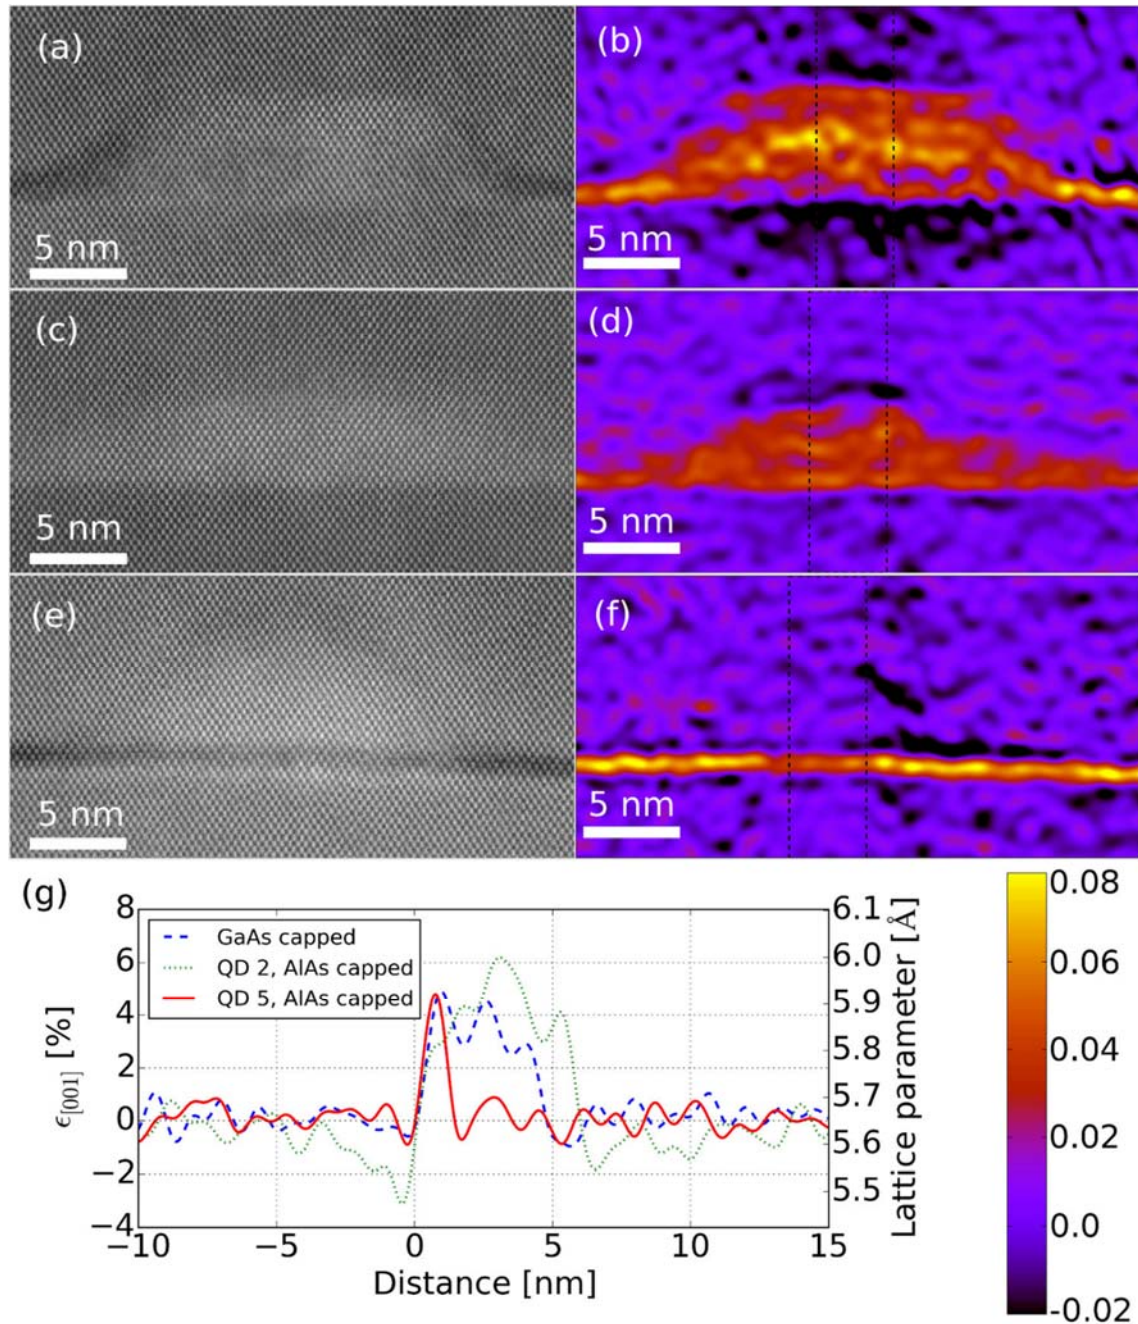 (a)
(b)
5 nm
5 nm
(c)
(d)
5 nm
5 nm
(e)
(f)
5 nm
5 nm
(g)
8
6
4
2
0
−2
−4
ϵ[001] [%]
GaAs capped
QD 2, AlAs capped
QD 5, AlAs capped
6.1
6.0
5.9
5.8
5.7
5.6
5.5
Lattice parameter [Å]
−10
−5
0
5
10
15
Distance [nm]
0.08
0.06
0.04
0.02
0.0
-0.02